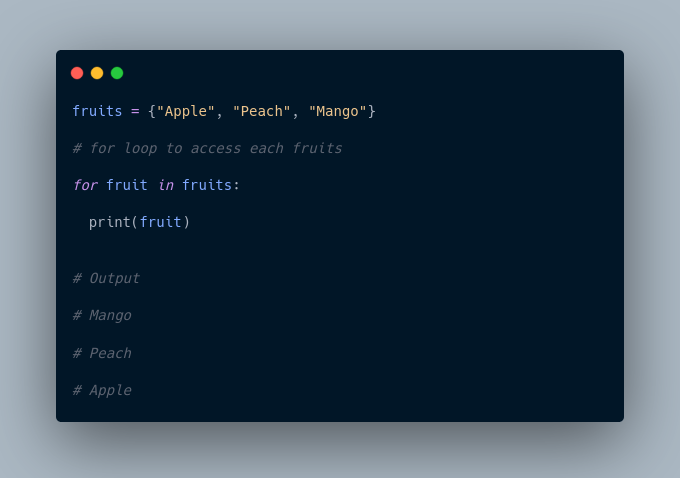 fruits = {"Apple", "Peach", "Mango"}
# for loop to access each fruits
for fruit in fruits:
  print(fruit)
# Output
# Mango
# Peach
# Apple